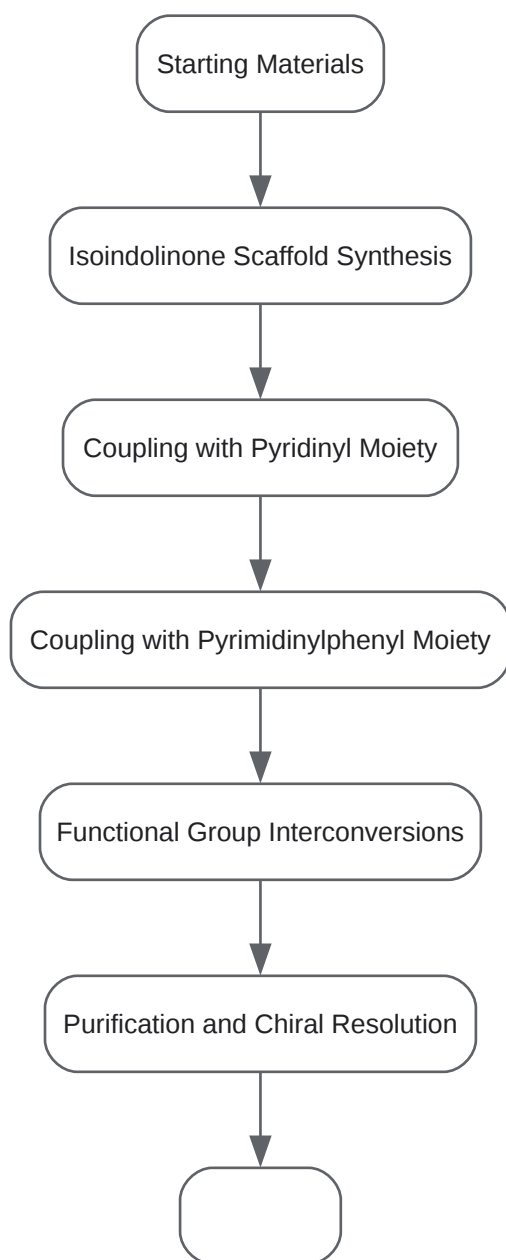 Starting Materials
Isoindolinone Scaffold Synthesis
Coupling with Pyridinyl Moiety
Coupling with Pyrimidinylphenyl Moiety
Functional Group Interconversions
Purification and Chiral Resolution